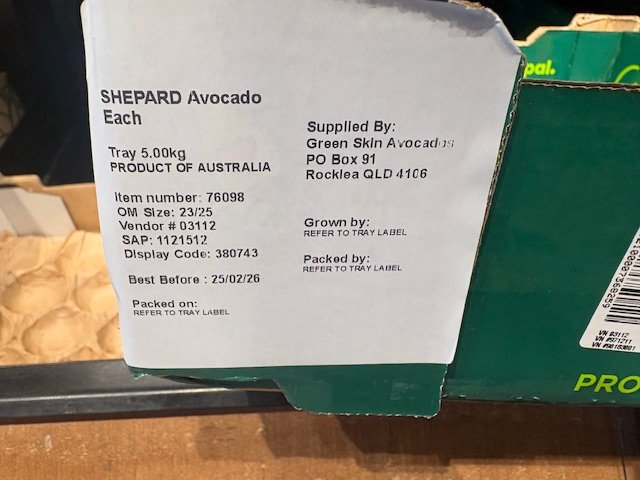 SHEPARD Avocado
Each
Tray 5.00kg
PRODUCT OF AUSTRALIA
Item number: 76098
OM Size: 23/25
Vendor # 03112
SAP: 1121512
Display Code: 380743
Best Before : 25/02/26
Packed on:
REFER TO TRAY LABEL
Supplied By:
Green Skin Avocados
PO Box 91
Rocklea QLD 4106
Grown by:
REFER TO TRAY LABEL
Packed by:
REFER TO TRAY LABEL
pal.
VN 03112
PRO